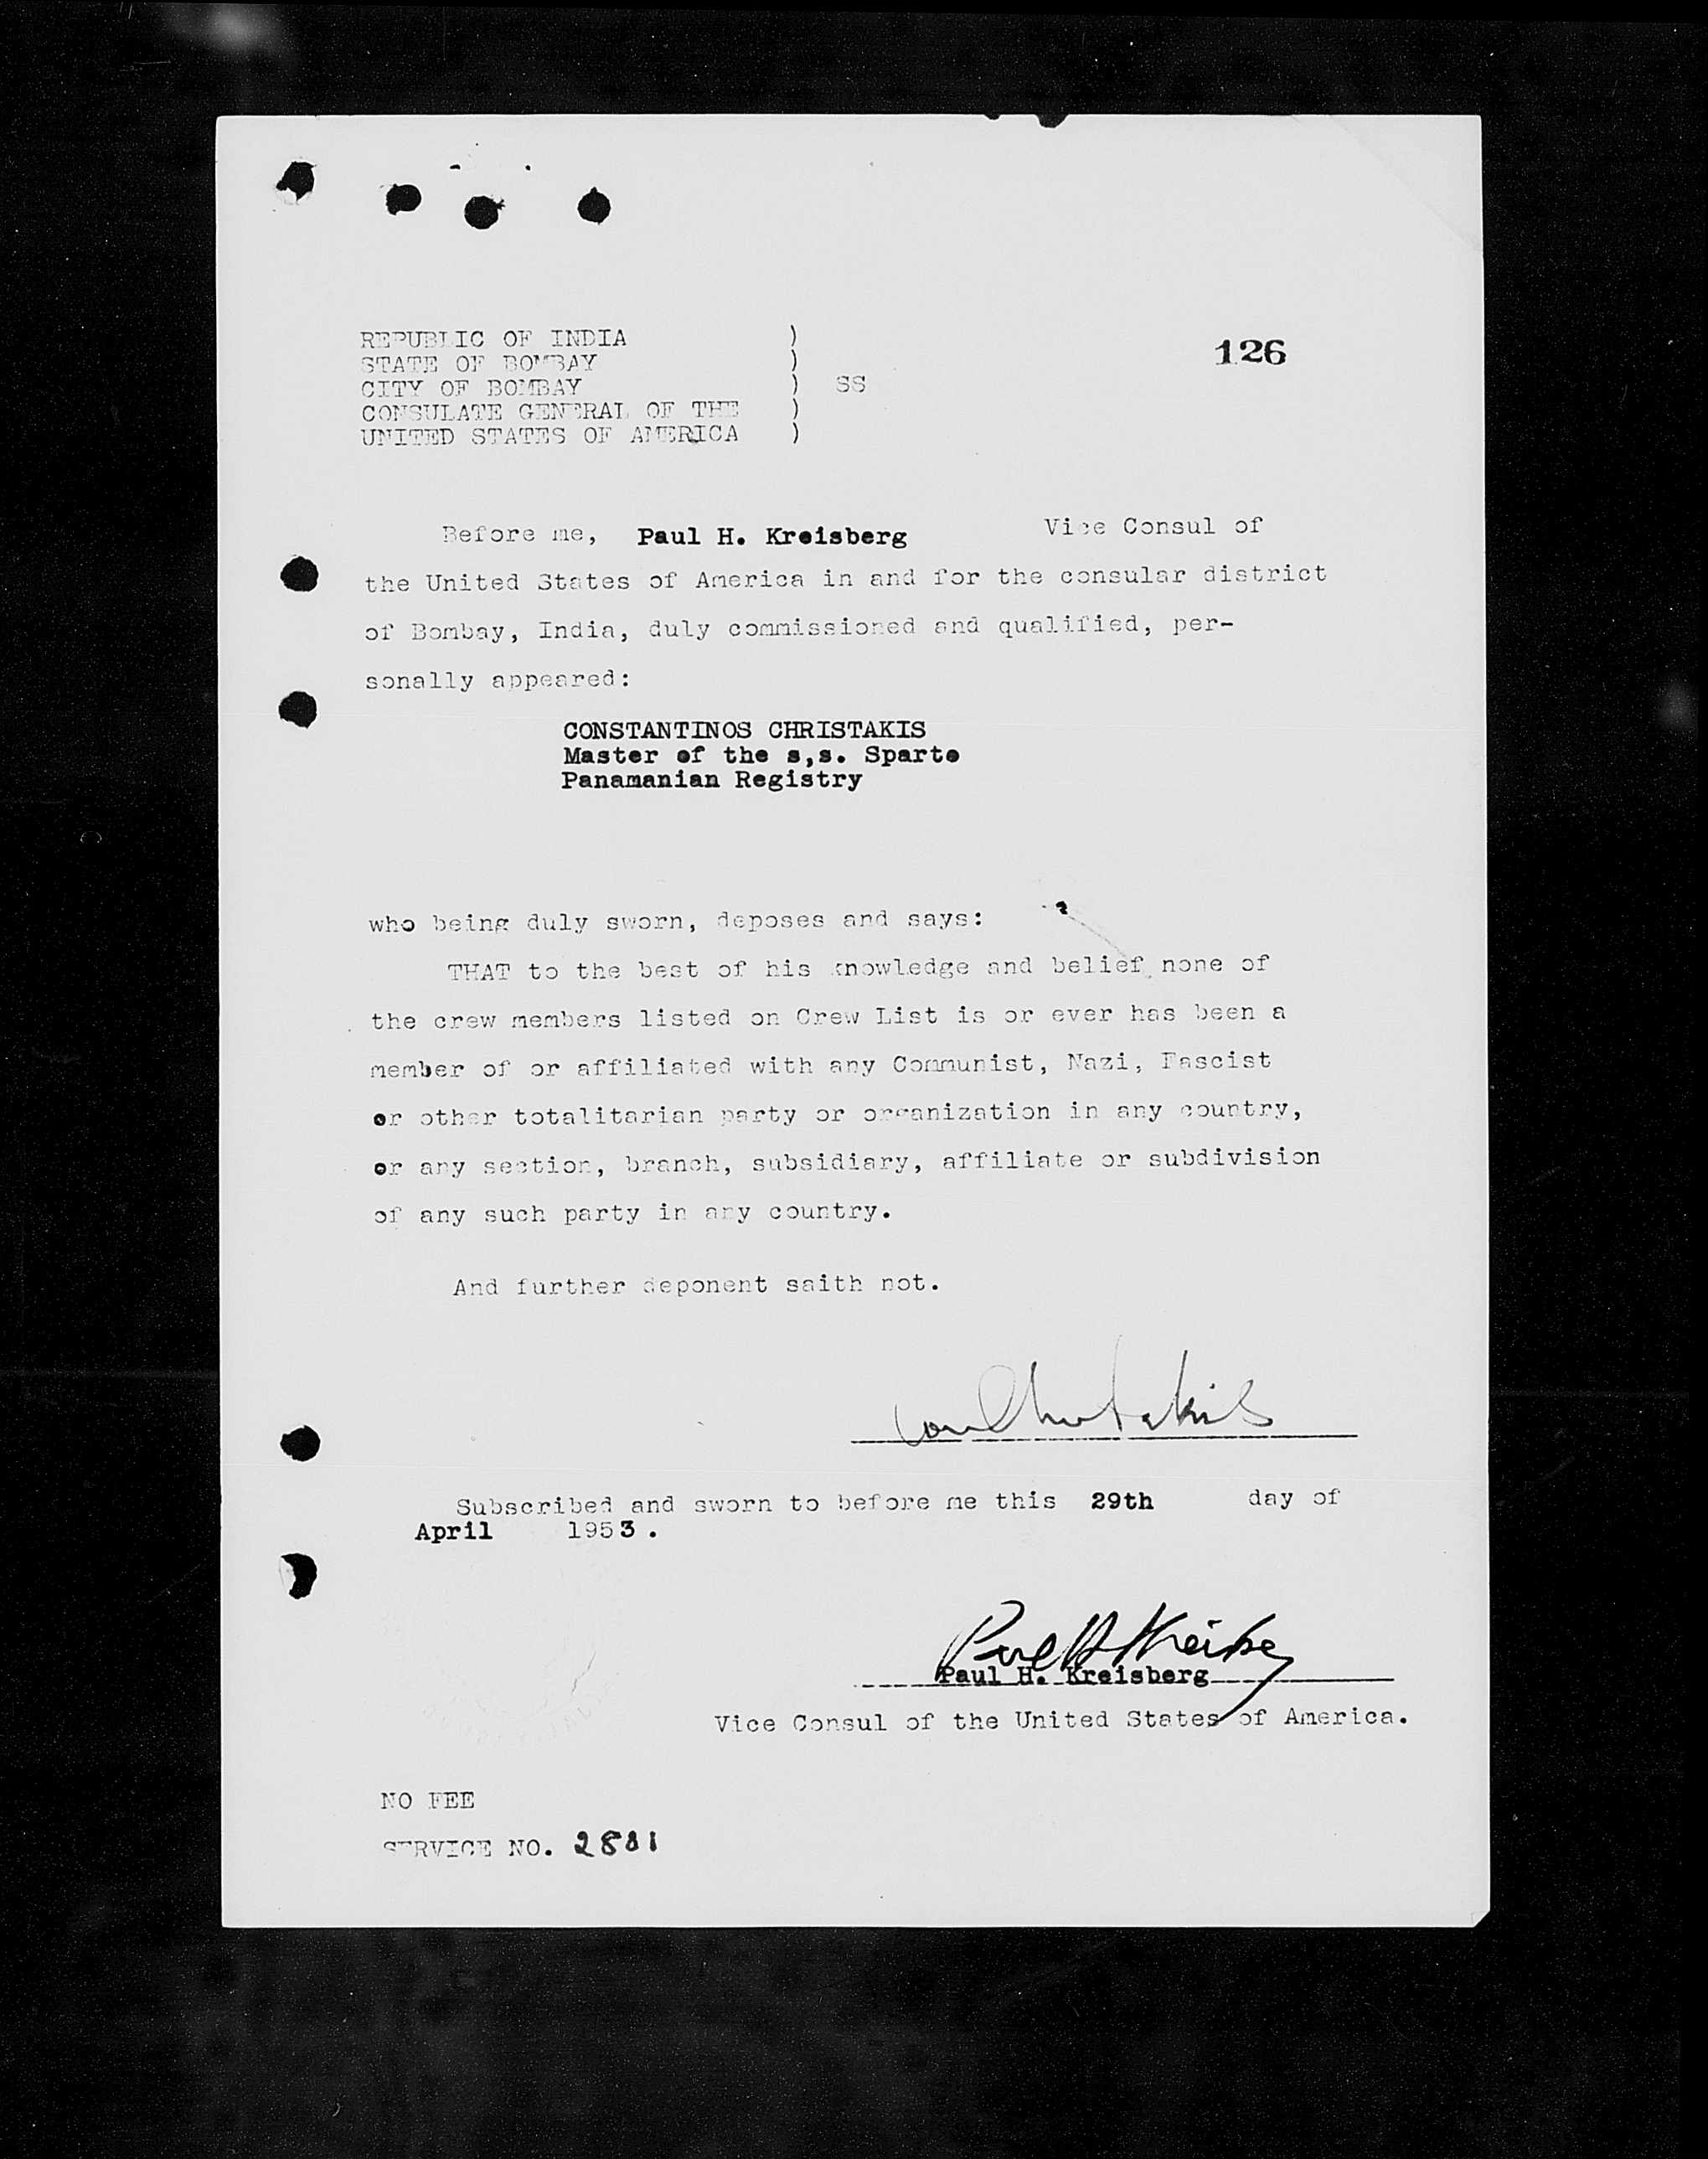 REPUBLIC OF INDIA )
STATE OF BOMBAY )
CITY OF BOMBAY ) SS
CONSULATE GENERAL OF THE )
UNITED STATES OF AMERICA )
126
Before me, Paul H. Kreisberg Vice Consul of
the United States of America in and for the consular district
of Bombay, India, duly commissioned and qualified, per-
sonally appeared:
CONSTANTINOS CHRISTAKIS
Master of the s,s. Sparto
Panamanian Registry
who being duly sworn, deposes and says:
THAT to the best of his knowledge and belief none of
the crew members listed on Crew List is or ever has been a
member of or affiliated with any Communist, Nazi, Fascist
or other totalitarian party or organization in any country,
or any section, branch, subsidiary, affiliate or subdivision
of any such party in any country.
And further deponent saith not.
Subscribed and sworn to before me this 29th day of
April 1953.
Paul H. Kreisberg
Paul H. Kreisberg
Vice Consul of the United States of America.
NO FEE
SERVICE NO.